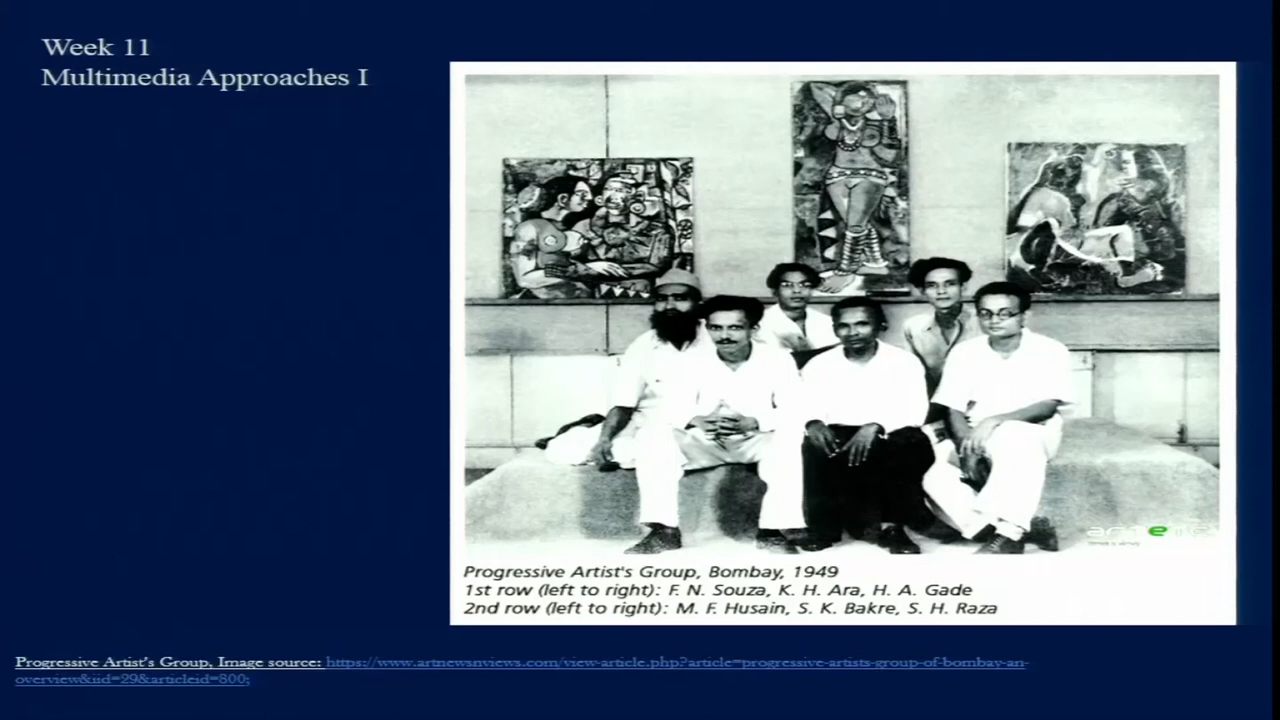 Week 11
Multimedia Approaches I
Progressive Artist's Group, Bombay, 1949
1st row (left to right): F. N. Souza, K. H. Ara, H. A. Gade
2nd row (left to right): M. F. Husain, S. K. Bakre, S. H. Raza
Progressive Artist's Group, Image source: https://www.artnewsnviews.com/view-article.php?article=progressive-artists-group-of-bombay-an-
overview&iid=29&articleid=800;